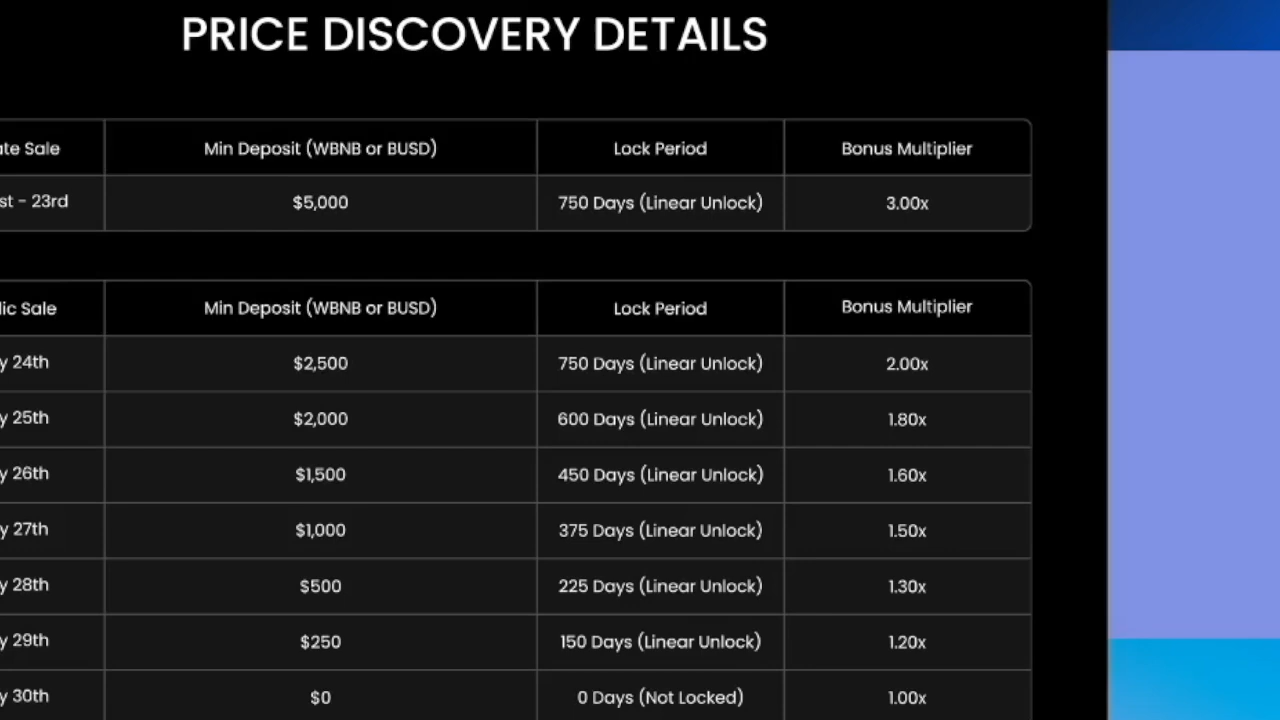 PRICE DISCOVERY DETAILS
ate Sale Min Deposit (WBNB or BUSD) Lock Period Bonus Multiplier
st - 23rd $5,000 750 Days (Linear Unlock) 3.00x
lic Sale Min Deposit (WBNB or BUSD) Lock Period Bonus Multiplier
y 24th $2,500 750 Days (Linear Unlock) 2.00x
y 25th $2,000 600 Days (Linear Unlock) 1.80x
y 26th $1,500 450 Days (Linear Unlock) 1.60x
y 27th $1,000 375 Days (Linear Unlock) 1.50x
y 28th $500 225 Days (Linear Unlock) 1.30x
y 29th $250 150 Days (Linear Unlock) 1.20x
y 30th $0 0 Days (Not Locked) 1.00x